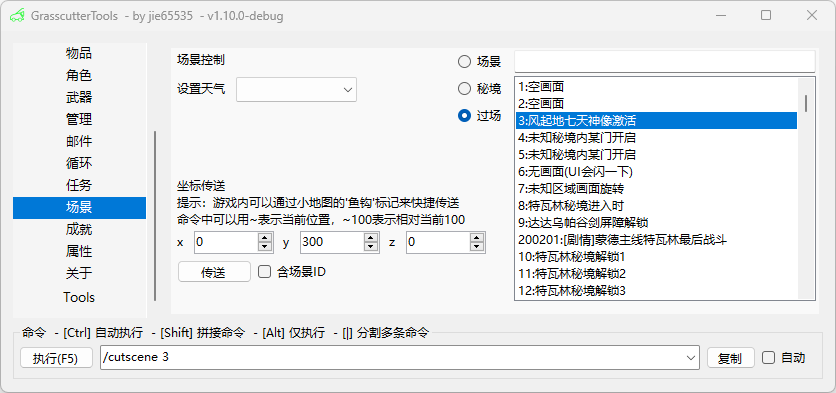 GrasscutterTools - by jie65535 - v1.10.0-debug
物品
角色
武器
管理
邮件
循环
任务
场景
成就
属性
关于
Tools
场景控制
设置天气
场景
秘境
过场
1:空画面
2:空画面
3:风起地七天神像激活
4:未知秘境内某门开启
5:未知秘境内某门开启
6:无画面(UI会闪一下)
7:未知区域画面旋转
8:特瓦林秘境进入时
9:达达乌帕谷剑屏障解锁
200201:[剧情]蒙德主线特瓦林最后战斗
10:特瓦林秘境解锁1
11:特瓦林秘境解锁2
12:特瓦林秘境解锁3
坐标传送
提示：游戏内可以通过小地图的'鱼钩'标记来快捷传送
命令中可以用~表示当前位置，~100表示相对当前100
x 0 y 300 z 0
传送 含场景ID
命令 - [Ctrl] 自动执行 - [Shift] 拼接命令 - [Alt] 仅执行 - [|] 分割多条命令
执行(F5) /cutscene 3 复制 自动